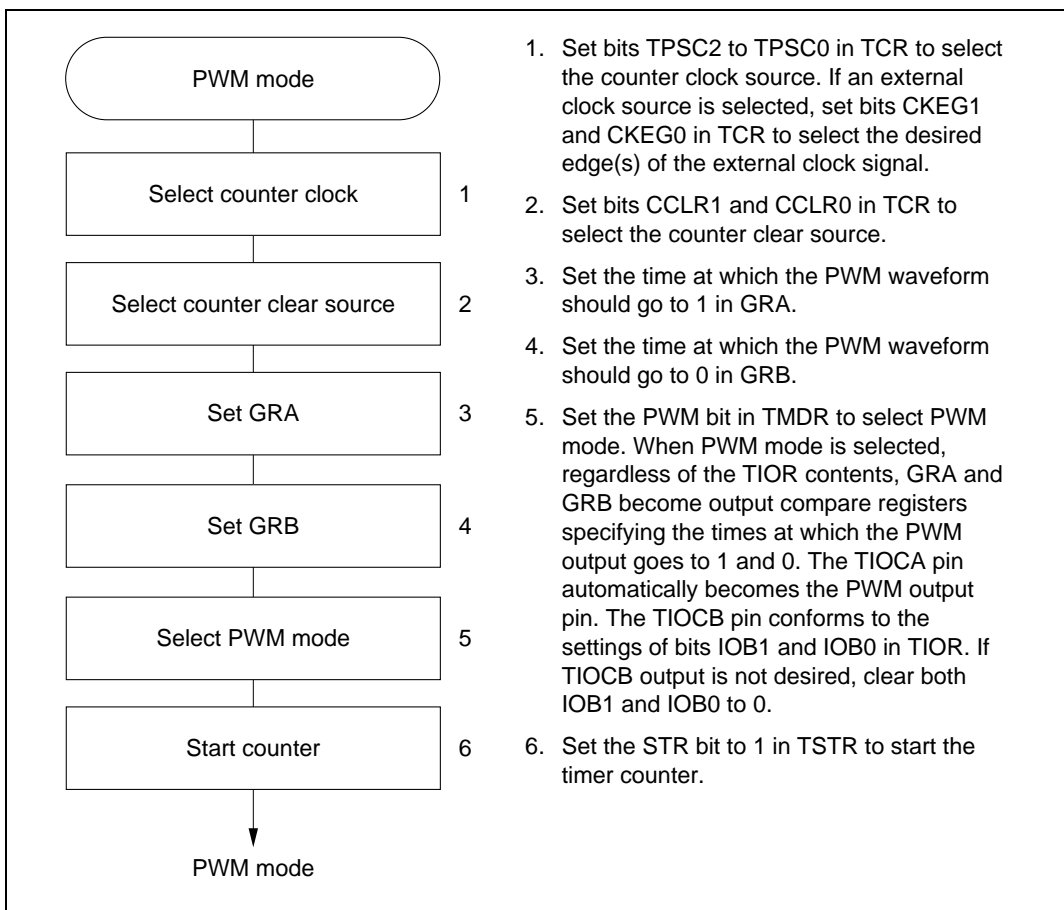 PWM mode
Select counter clock
1
Select counter clear source
2
Set GRA
3
Set GRB
4
Select PWM mode
5
Start counter
6
PWM mode
1. Set bits TPSC2 to TPSC0 in TCR to select
the counter clock source. If an external
clock source is selected, set bits CKEG1
and CKEG0 in TCR to select the desired
edge(s) of the external clock signal.
2. Set bits CCLR1 and CCLR0 in TCR to
select the counter clear source.
3. Set the time at which the PWM waveform
should go to 1 in GRA.
4. Set the time at which the PWM waveform
should go to 0 in GRB.
5. Set the PWM bit in TMDR to select PWM
mode. When PWM mode is selected,
regardless of the TIOR contents, GRA and
GRB become output compare registers
specifying the times at which the PWM
output goes to 1 and 0. The TIOCA pin
automatically becomes the PWM output
pin. The TIOCB pin conforms to the
settings of bits IOB1 and IOB0 in TIOR. If
TIOCB output is not desired, clear both
IOB1 and IOB0 to 0.
6. Set the STR bit to 1 in TSTR to start the
timer counter.